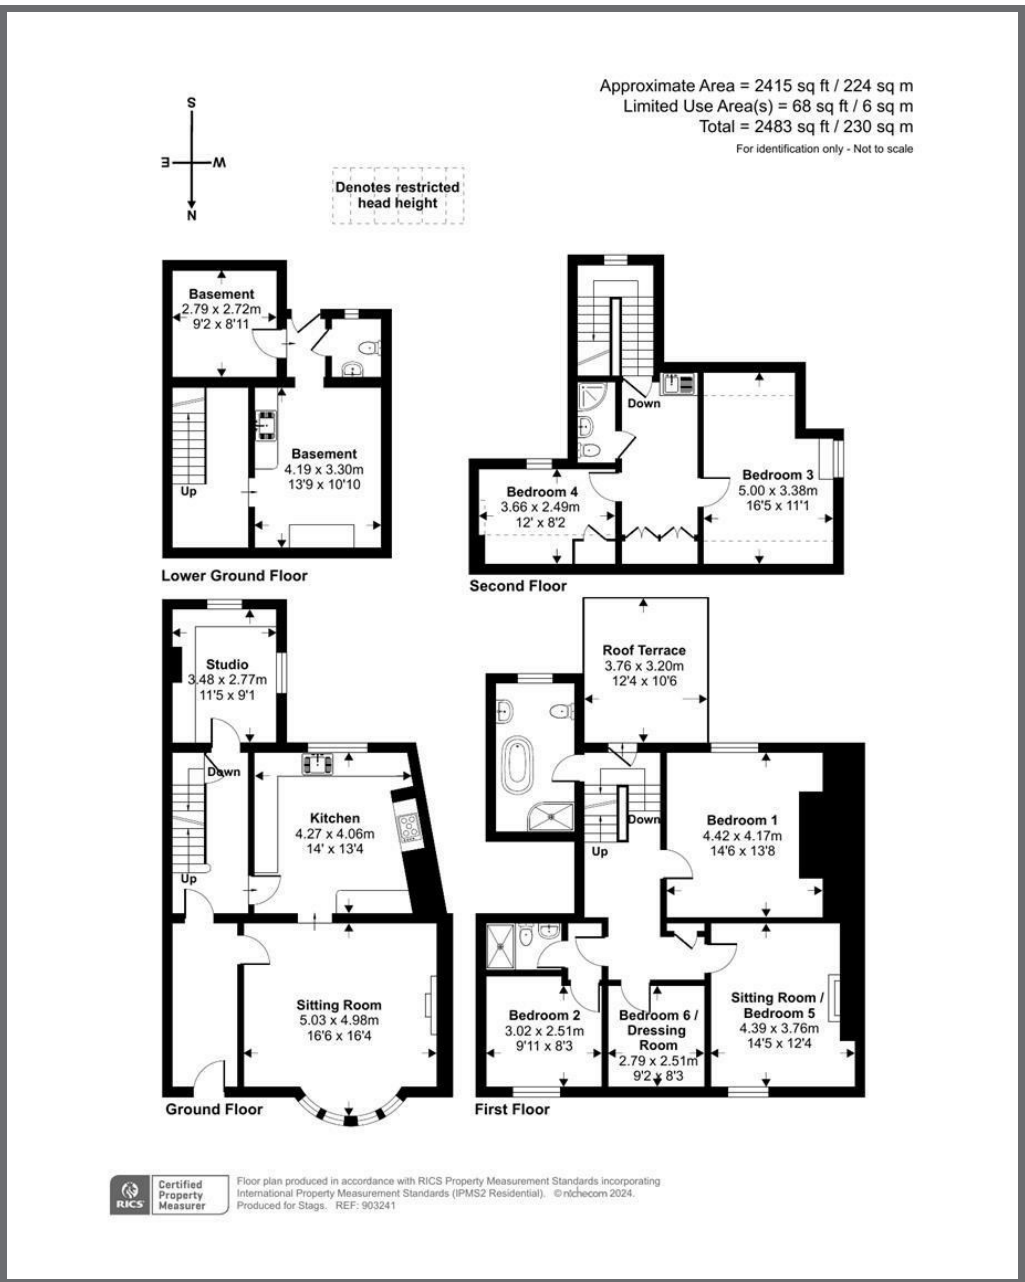 Approximate Area = 2415 sq ft / 224 sq m
Limited Use Area(s) = 68 sq ft / 6 sq m
Total = 2483 sq ft / 230 sq m
For identification only - Not to scale
S
E
W
N
Denotes restricted
head height
Basement
2.79 x 2.72m
9'2 x 8'11
Basement
4.19 x 3.30m
13'9 x 10'10
Up
Lower Ground Floor
Down
Bedroom 3
5.00 x 3.38m
16'5 x 11'1
Bedroom 4
3.66 x 2.49m
12' x 8'2
Second Floor
Studio
3.48 x 2.77m
11'5 x 9'1
Down
Kitchen
4.27 x 4.06m
14' x 13'4
Up
Sitting Room
5.03 x 4.98m
16'6 x 16'4
Ground Floor
Roof Terrace
3.76 x 3.20m
12'4 x 10'6
Down
Up
Bedroom 1
4.42 x 4.17m
14'6 x 13'8
Bedroom 2
3.02 x 2.51m
9'11 x 8'3
Bedroom 6 /
Dressing
Room
2.79 x 2.51m
9'2 x 8'3
Sitting Room /
Bedroom 5
4.39 x 3.76m
14'5 x 12'4
First Floor
RICS
Certified
Property
Measurer
Floor plan produced in accordance with RICS Property Measurement Standards incorporating
International Property Measurement Standards (IPMS2 Residential). © nichecom 2024.
Produced for Stags. REF: 903241